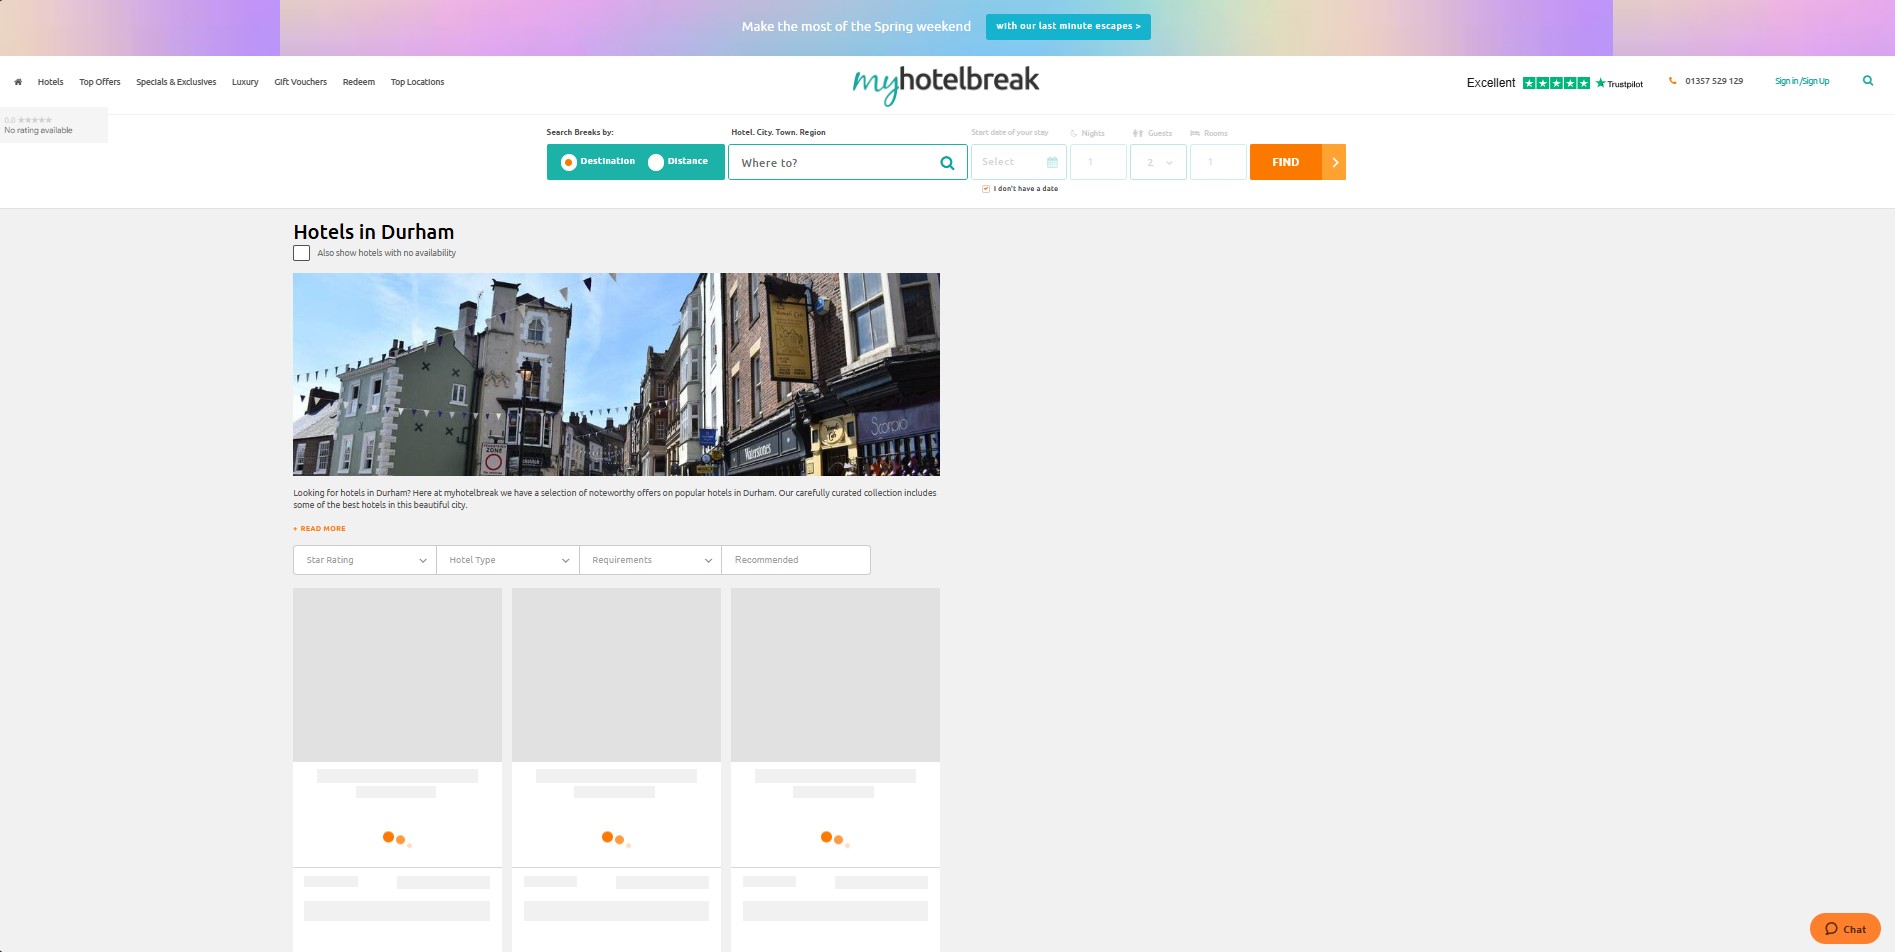 Make the most of the Spring weekend
with our last minute escapes >
Hotels Top Offers Specials & Exclusives Luxury Gift Vouchers Redeem Top Locations
myhotelbreak
Excellent Trustpilot 01357 529 129 Sign in /Sign Up
0.0
No rating available
Search Breaks by: Hotel. City. Town. Region Start date of your stay Nights Guests Rooms
Destination Distance Where to? Select 1 2 1 FIND
I don't have a date
Hotels in Durham
Also show hotels with no availability
ZONE
Waterstones
Scorpio
Looking for hotels in Durham? Here at myhotelbreak we have a selection of noteworthy offers on popular hotels in Durham. Our carefully curated collection includes
some of the best hotels in this beautiful city.
+ READ MORE
Star Rating Hotel Type Requirements Recommended
Chat